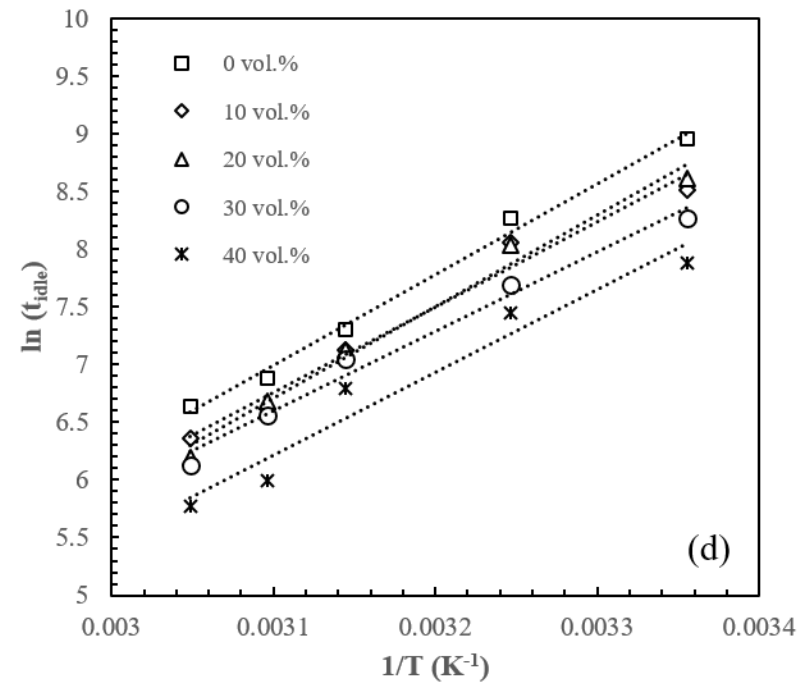 10
9.5
9
8.5
8
7.5
7
6.5
6
5.5
5
ln (t_idle)
0 vol.%
10 vol.%
20 vol.%
30 vol.%
40 vol.%
(d)
0.003 0.0031 0.0032 0.0033 0.0034
1/T (K⁻¹)